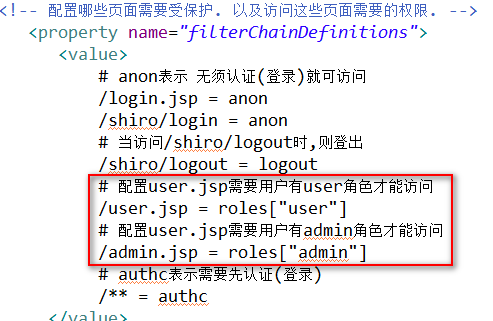 <!-- 配置哪些页面需要受保护. 以及访问这些页面需要的权限. -->
<property name="filterChainDefinitions">
<value>
# anon表示 无须认证(登录)就可访问
/login.jsp = anon
/shiro/login = anon
# 当访问/shiro/logout时,则登出
/shiro/logout = logout
# 配置user.jsp需要用户有user角色才能访问
/user.jsp = roles["user"]
# 配置user.jsp需要用户有admin角色才能访问
/admin.jsp = roles["admin"]
# authc表示需要先认证(登录)
/** = authc
</value>